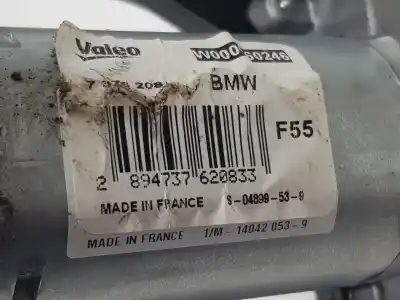 Valeo
W000 50246
BMW
F55
2 894737 620833
MADE IN FRANCE S-04899-53-9
MADE IN FRANCE 1/M-14042 053-9